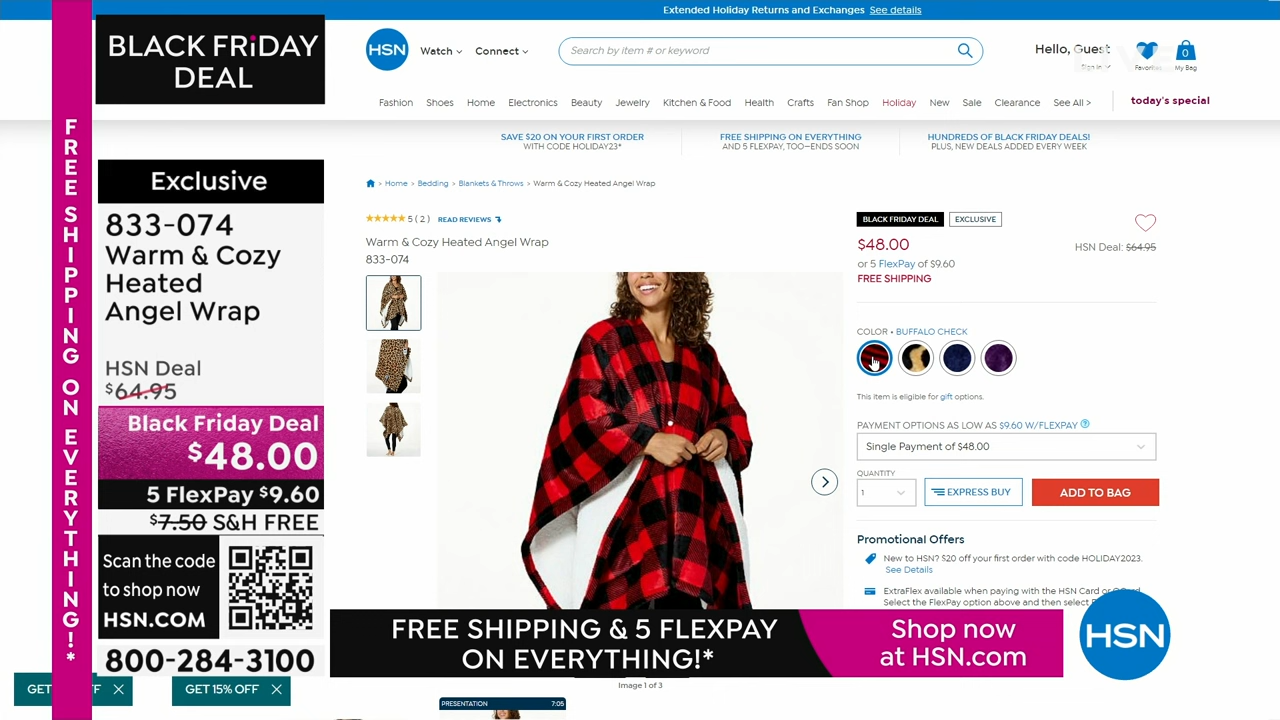 Extended Holiday Returns and Exchanges See details
BLACK FRiDAY
DEAL
FREE SHIPPING ON EVERYTHING!*
HSN
Watch
Connect
Search by item # or keyword
Hello, Guest
Sign In
Favorites
0
My Bag
Fashion Shoes Home Electronics Beauty Jewelry Kitchen & Food Health Crafts Fan Shop Holiday New Sale Clearance See All > today's special
SAVE $20 ON YOUR FIRST ORDER
WITH CODE HOLIDAY23*
FREE SHIPPING ON EVERYTHING
AND 5 FLEXPAY, TOO—ENDS SOON
HUNDREDS OF BLACK FRIDAY DEALS!
PLUS, NEW DEALS ADDED EVERY WEEK
Exclusive
833-074
Warm & Cozy
Heated
Angel Wrap
HSN Deal
$64.95
Black Friday Deal
$48.00
5 FlexPay $9.60
$7.50 S&H FREE
Scan the code
to shop now
HSN.COM
800-284-3100
GET
FF
GET 15% OFF
> Home > Bedding > Blankets & Throws > Warm & Cozy Heated Angel Wrap
5 ( 2 ) READ REVIEWS
Warm & Cozy Heated Angel Wrap
833-074
BLACK FRIDAY DEAL
EXCLUSIVE
$48.00
HSN Deal: $64.95
or 5 FlexPay of $9.60
FREE SHIPPING
COLOR • BUFFALO CHECK
This item is eligible for gift options.
PAYMENT OPTIONS AS LOW AS $9.60 W/FLEXPAY
Single Payment of $48.00
QUANTITY
1
EXPRESS BUY
ADD TO BAG
Promotional Offers
New to HSN? $20 off your first order with code HOLIDAY2023.
See Details
ExtraFlex available when paying with the HSN Card or
Select the FlexPay option above and then select
FREE SHIPPING & 5 FLEXPAY
ON EVERYTHING!*
Shop now
at HSN.com
HSN
Image 1 of 3
PRESENTATION 7:05